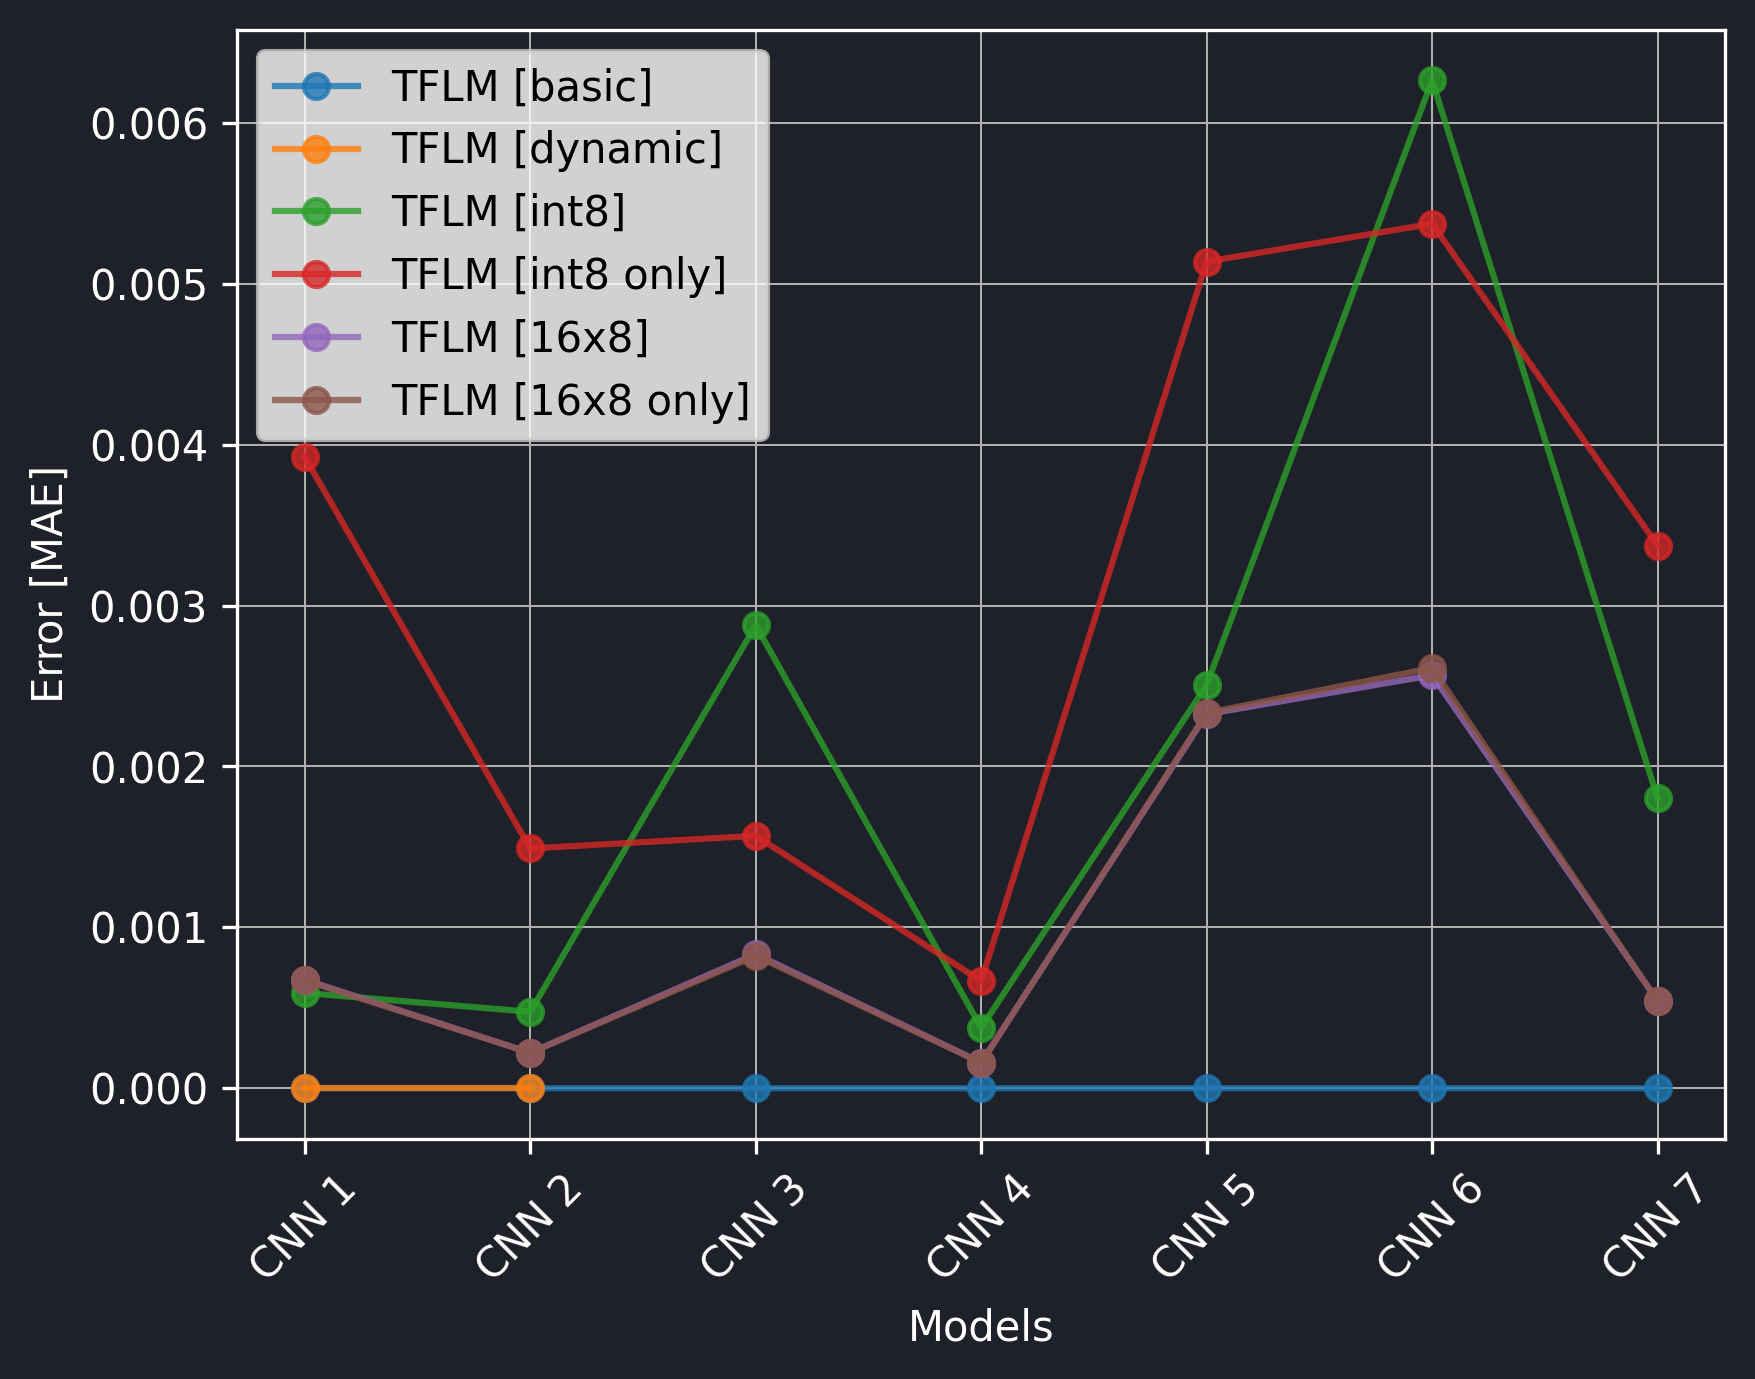 TFLM [basic]
TFLM [dynamic]
TFLM [int8]
TFLM [int8 only]
TFLM [16x8]
TFLM [16x8 only]
0.006
0.005
0.004
0.003
0.002
0.001
0.000
Error [MAE]
CNN 1
CNN 2
CNN 3
CNN 4
CNN 5
CNN 6
CNN 7
Models